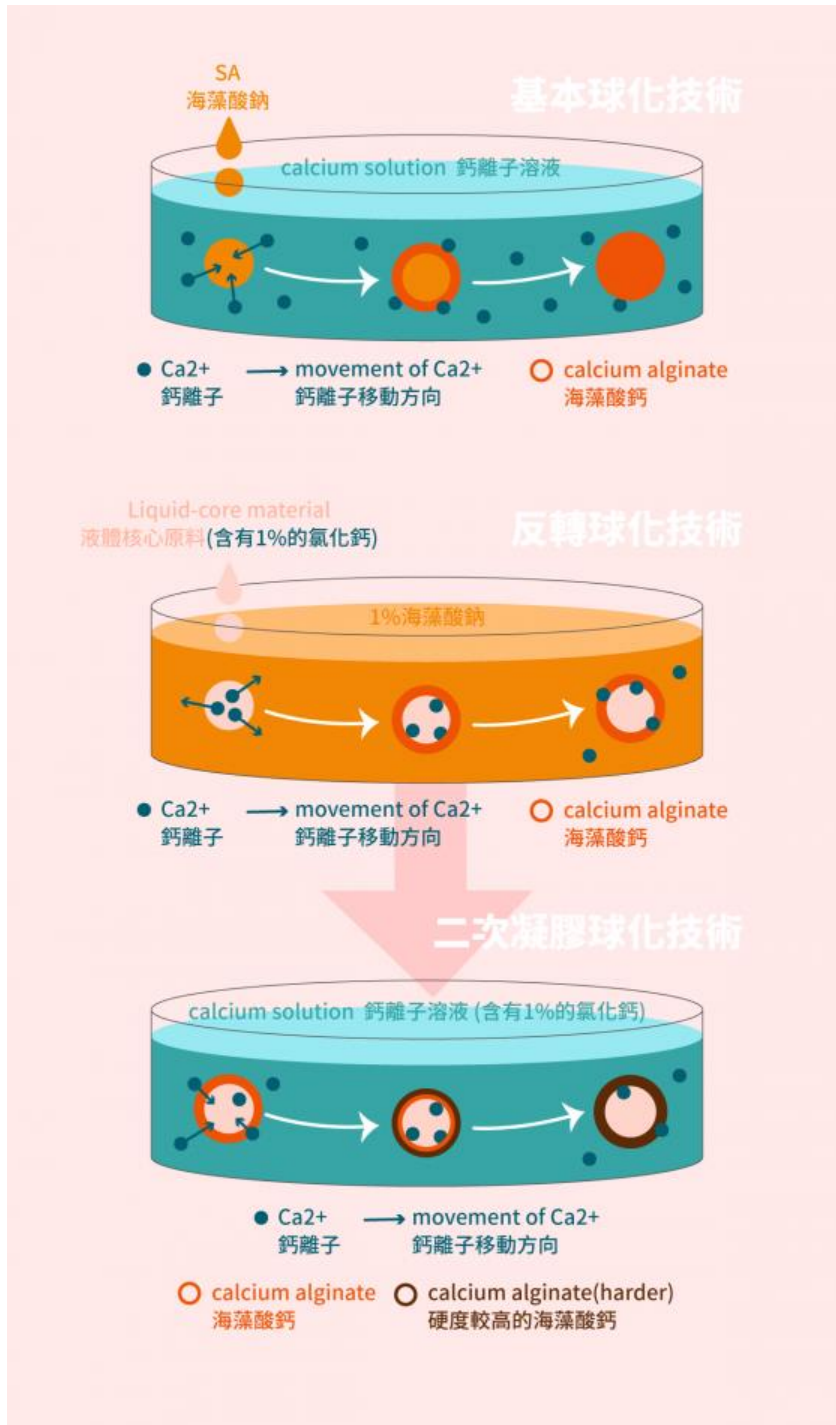 SA
海藻酸鈉
基本球化技術
calcium solution 鈣離子溶液
Ca2+
鈣離子
movement of Ca2+
鈣離子移動方向
calcium alginate
海藻酸鈣
Liquid-core material
液體核心原料(含有1%的氯化鈣)
反轉球化技術
1%海藻酸鈉
Ca2+
鈣離子
movement of Ca2+
鈣離子移動方向
calcium alginate
海藻酸鈣
二次凝膠球化技術
calcium solution 鈣離子溶液 (含有1%的氯化鈣)
Ca2+
鈣離子
movement of Ca2+
鈣離子移動方向
calcium alginate
海藻酸鈣
calcium alginate(harder)
硬度較高的海藻酸鈣